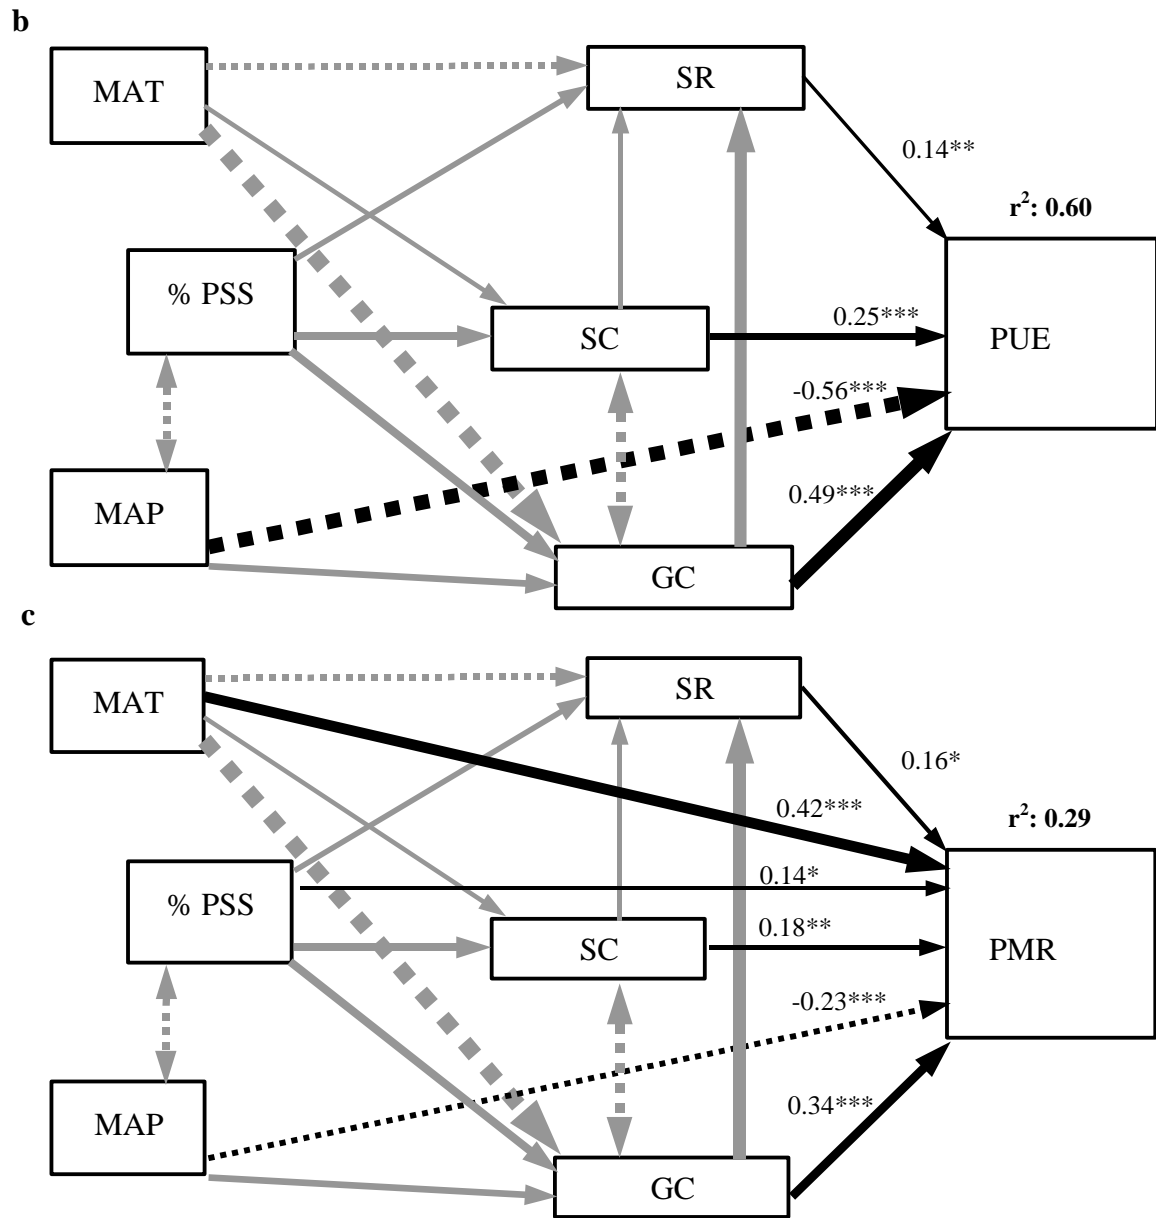 b
MAT
SR
0.14**
r²: 0.60
% PSS
SC
0.25***
PUE
-0.56***
MAP
0.49***
GC
c
MAT
SR
0.16*
0.42***
r²: 0.29
0.14*
% PSS
0.18**
SC
PMR
-0.23***
MAP
0.34***
GC